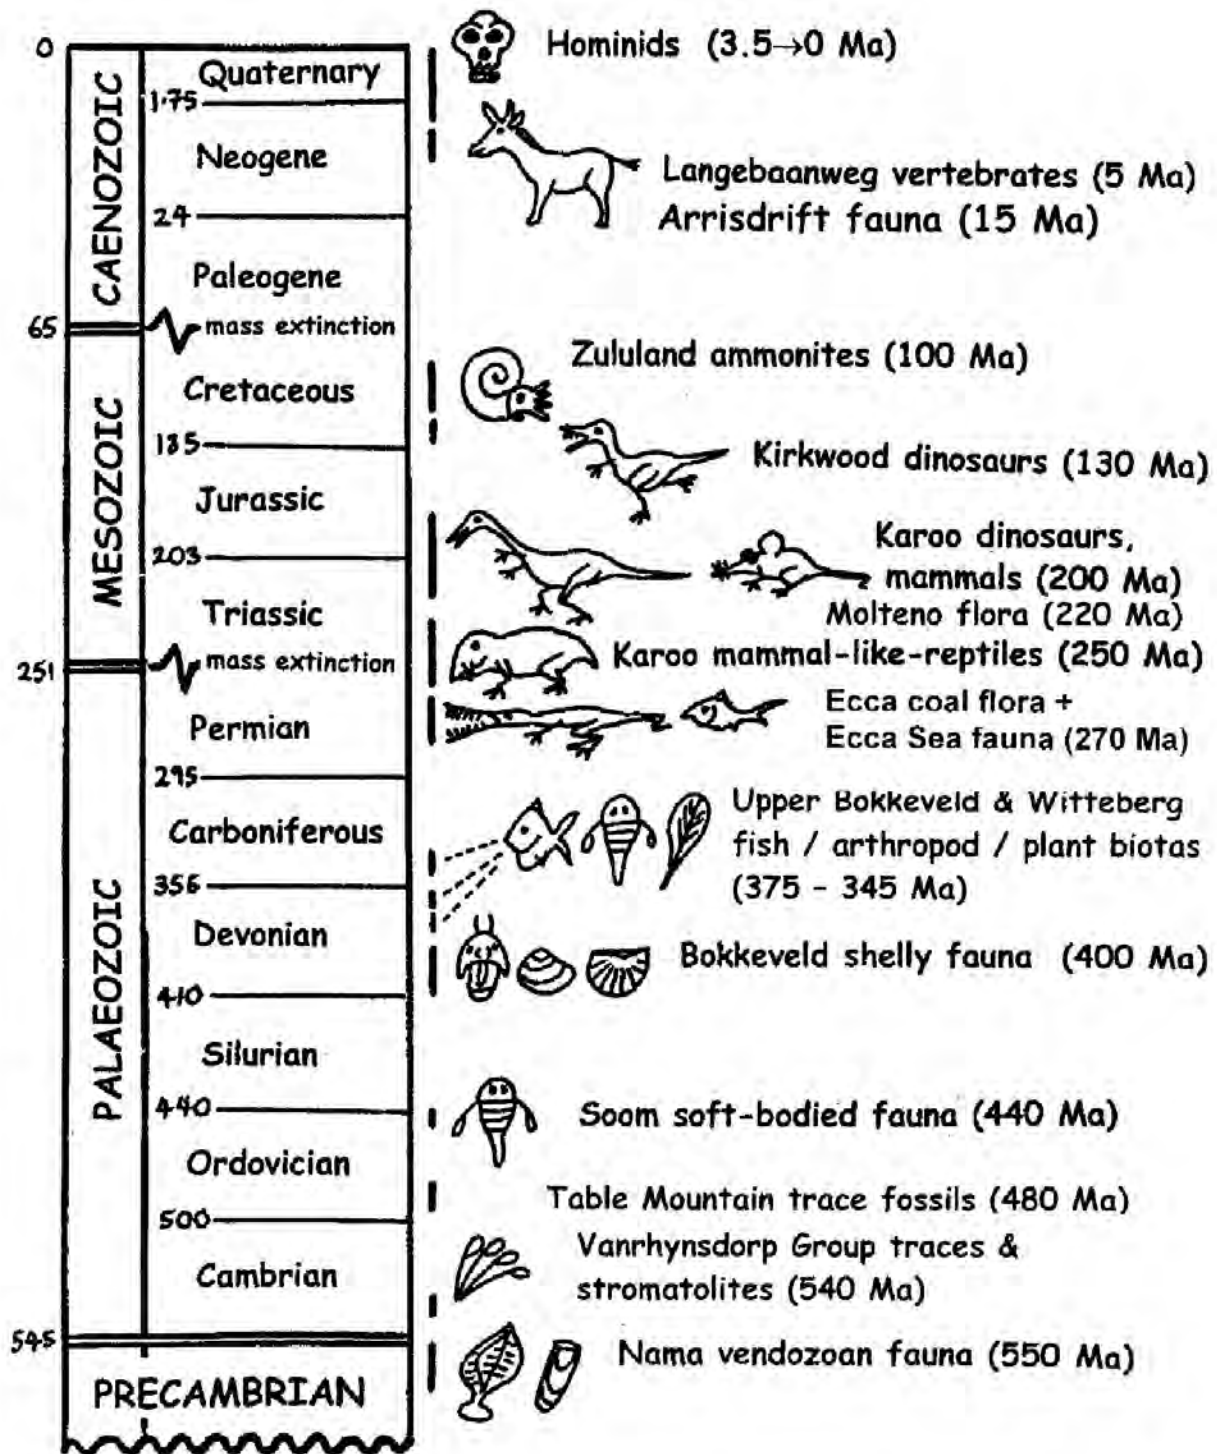 0
CAENOZOIC
Quaternary
1.75
Neogene
24
Paleogene
65
mass extinction
MESOZOIC
Cretaceous
135
Jurassic
203
Triassic
251
mass extinction
PALAEOZOIC
Permian
295
Carboniferous
356
Devonian
410
Silurian
440
Ordovician
500
Cambrian
545
PRECAMBRIAN
Hominids (3.5→0 Ma)
Langebaanweg vertebrates (5 Ma)
Arrisdrift fauna (15 Ma)
Zululand ammonites (100 Ma)
Kirkwood dinosaurs (130 Ma)
Karoo dinosaurs,
mammals (200 Ma)
Molteno flora (220 Ma)
Karoo mammal-like-reptiles (250 Ma)
Ecca coal flora +
Ecca Sea fauna (270 Ma)
Upper Bokkeveld & Witteberg
fish / arthropod / plant biotas
(375 - 345 Ma)
Bokkeveld shelly fauna (400 Ma)
Soom soft-bodied fauna (440 Ma)
Table Mountain trace fossils (480 Ma)
Vanrhynsdorp Group traces &
stromatolites (540 Ma)
Nama vendozoan fauna (550 Ma)